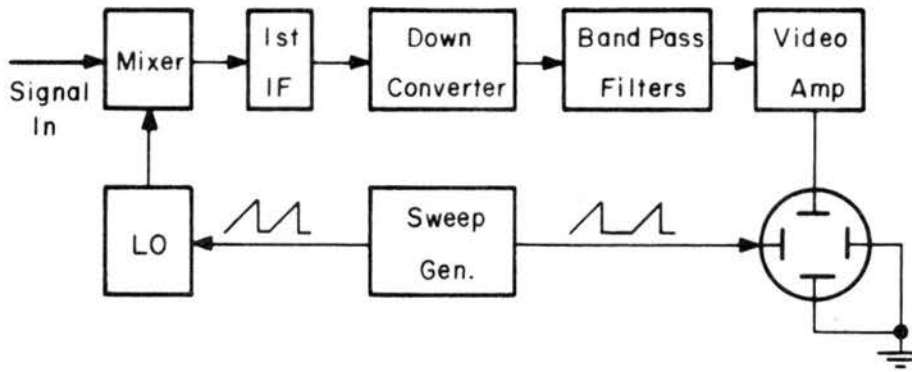 Signal
In
Mixer
1st
IF
Down
Converter
Band Pass
Filters
Video
Amp
LO
Sweep
Gen.